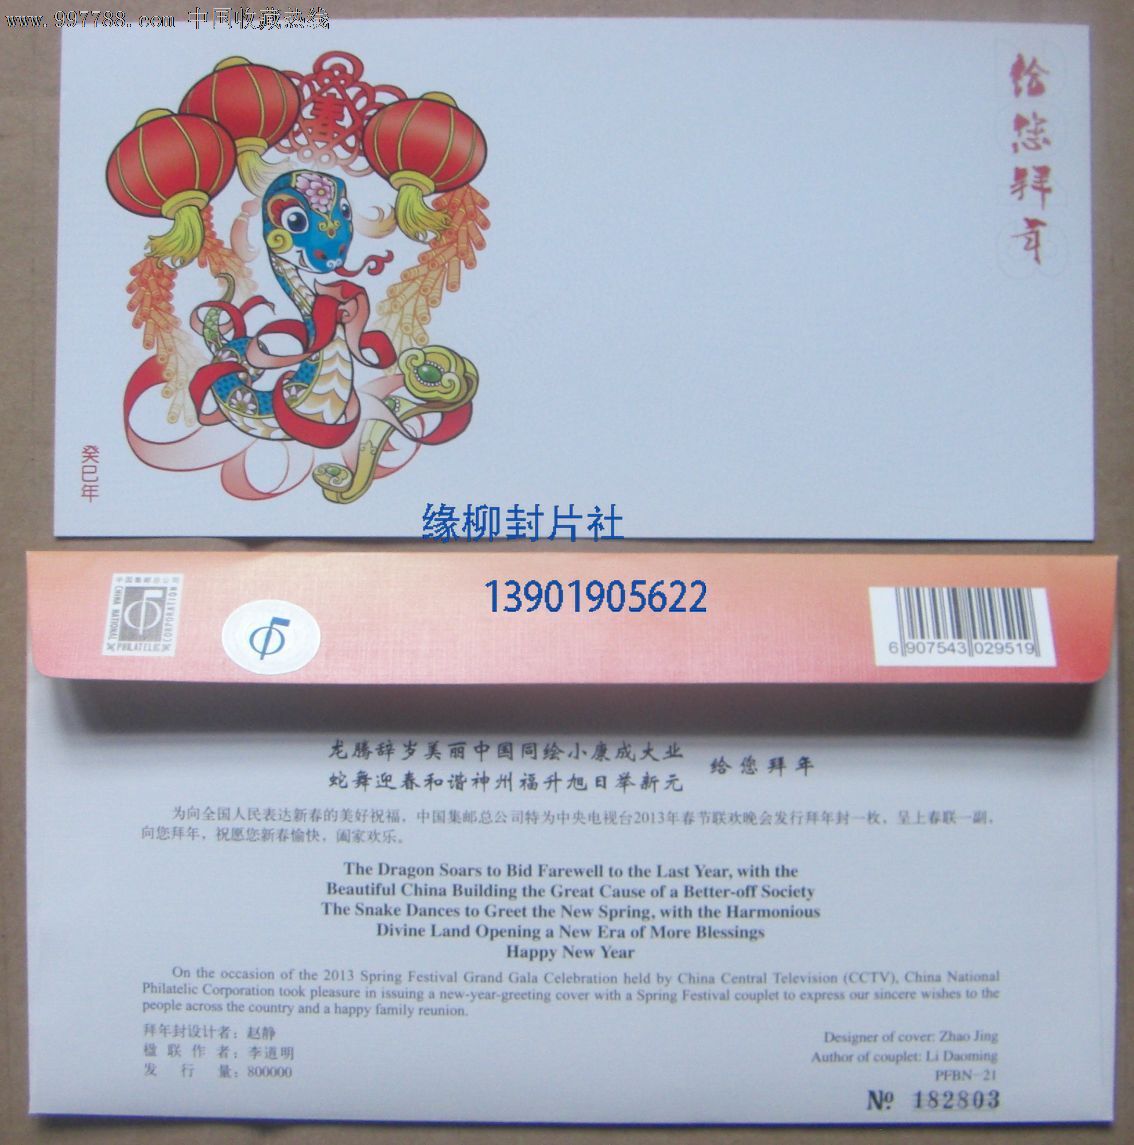 www.997788.com 中国收藏热线
给您拜年
春
癸巳年
缘柳封片社
13901905622
中国集邮总公司
CHINA NATIONAL
PHILATELIC
CORPORATION
6 907543 029519
龙腾辞岁美丽中国同绘小康成大业
蛇舞迎春和谐神州福升旭日举新元
给您拜年
为向全国人民表达新春的美好祝福，中国集邮总公司特为中央电视台2013年春节联欢晚会发行拜年封一枚，呈上春联一副，
向您拜年，祝愿您新春愉快，阖家欢乐。
The Dragon Soars to Bid Farewell to the Last Year, with the
Beautiful China Building the Great Cause of a Better-off Society
The Snake Dances to Greet the New Spring, with the Harmonious
Divine Land Opening a New Era of More Blessings
Happy New Year
On the occasion of the 2013 Spring Festival Grand Gala Celebration held by China Central Television (CCTV), China National
Philatelic Corporation took pleasure in issuing a new-year-greeting cover with a Spring Festival couplet to express our sincere wishes to the
people across the country and a happy family reunion.
拜年封设计者：赵静
楹联作者：李道明
发行量：800000
Designer of cover: Zhao Jing
Author of couplet: Li Daoming
PFBN-21
№ 182803